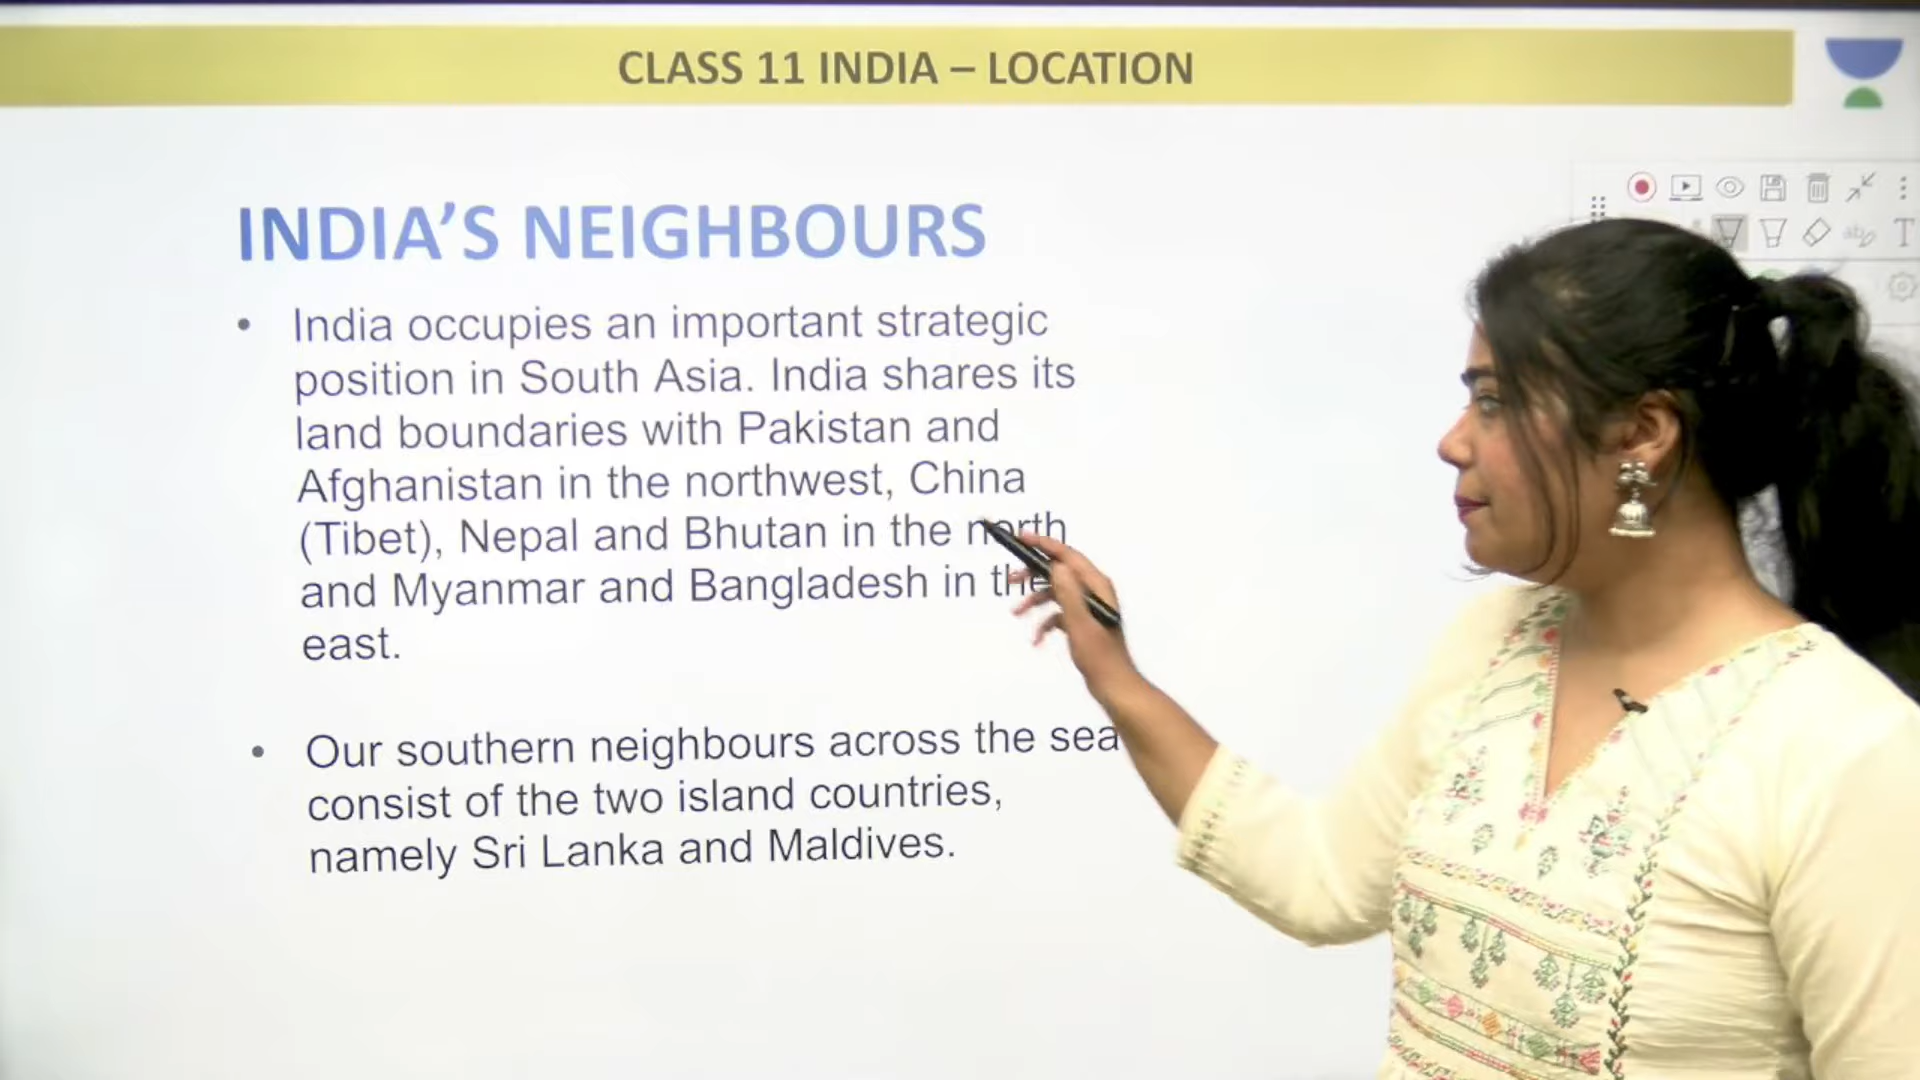 CLASS 11 INDIA – LOCATION
INDIA'S NEIGHBOURS
• India occupies an important strategic
position in South Asia. India shares its
land boundaries with Pakistan and
Afghanistan in the northwest, China
(Tibet), Nepal and Bhutan in the north
and Myanmar and Bangladesh in the
east.
• Our southern neighbours across the sea
consist of the two island countries,
namely Sri Lanka and Maldives.